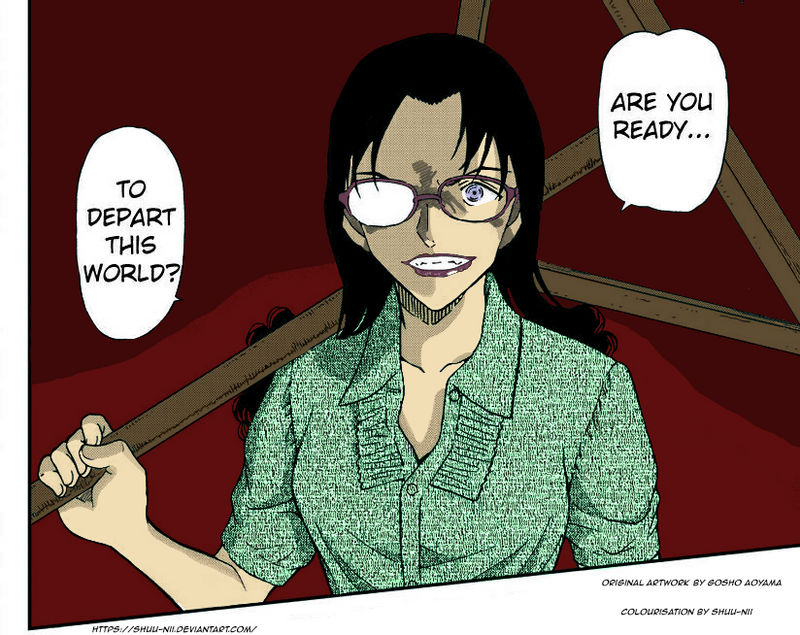 ARE YOU
READY...
TO
DEPART
THIS
WORLD?
ORIGINAL ARTWORK BY GOSHO AOYAMA
COLOURISATION BY SHUU-NII
HTTPS://SHUU-NII.DEVIANTART.COM/